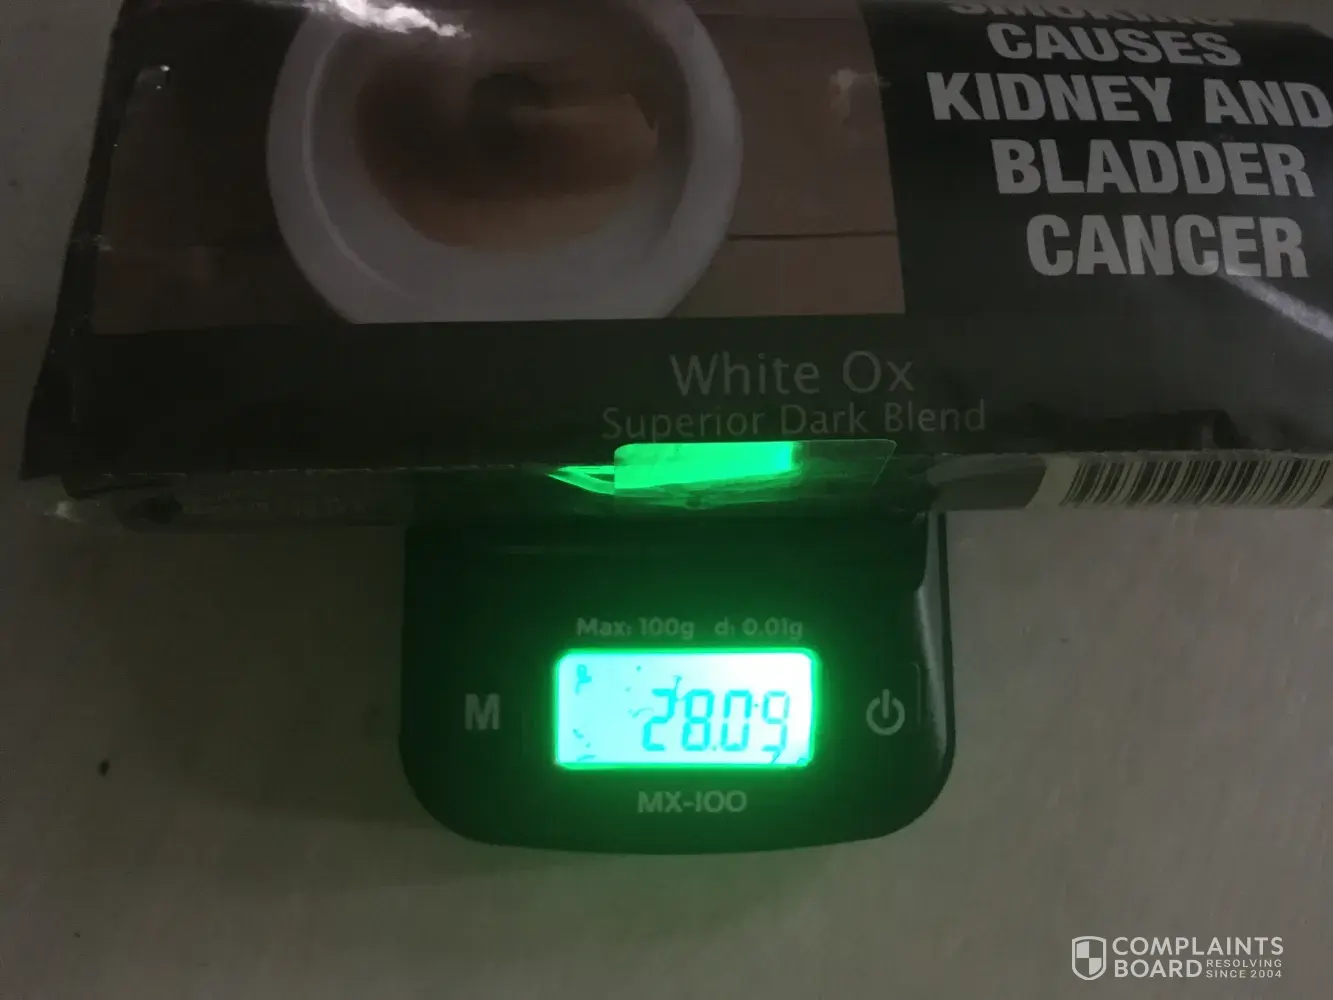 SMOKING
CAUSES
KIDNEY AND
BLADDER
CANCER
White Ox
Superior Dark Blend
Max: 100g d: 0.01g
M
28.09
MX-100
COMPLAINTS
BOARD RESOLVING
SINCE 2004